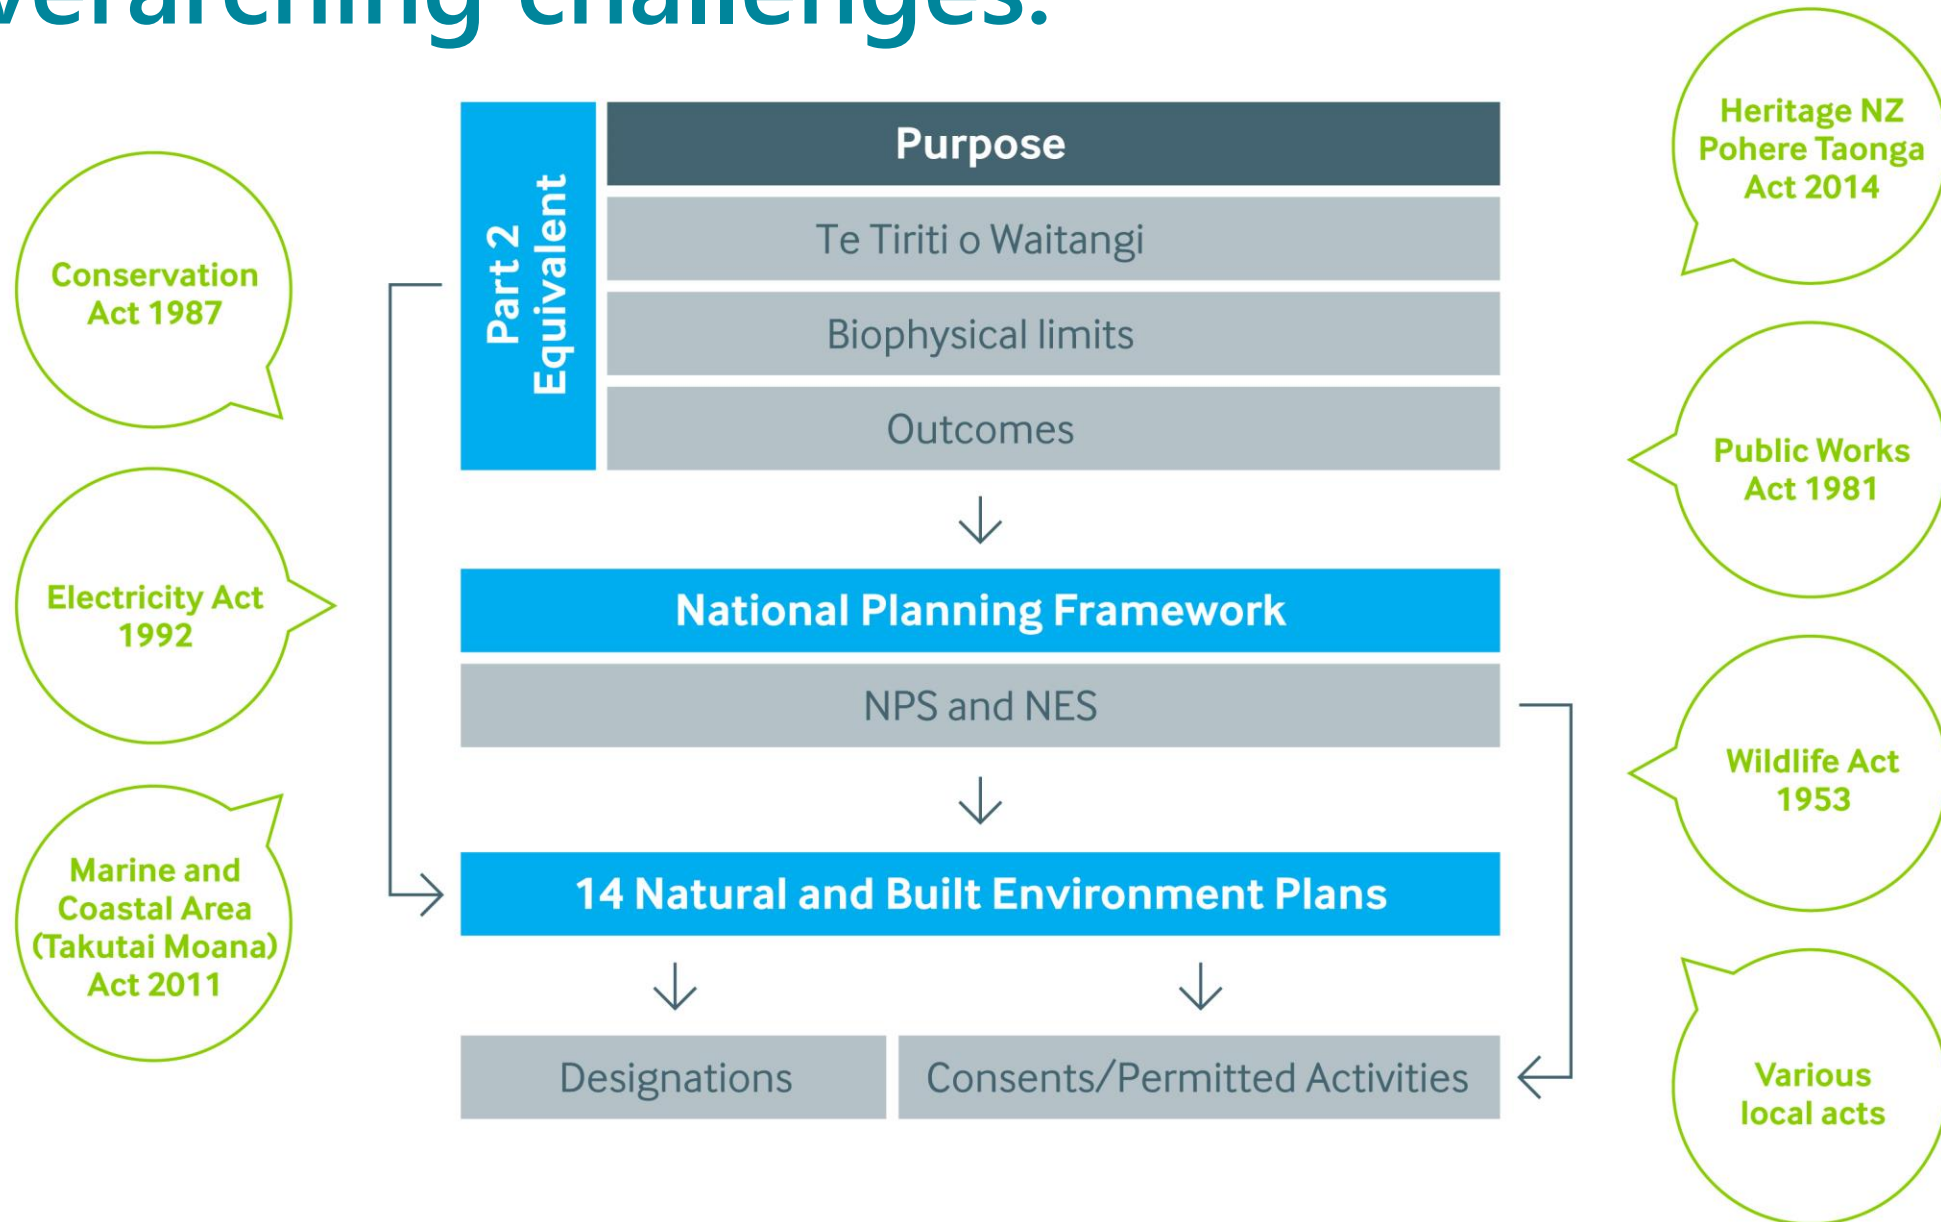 verarching challenges:
Part 2
Equivalent
Purpose
Te Tiriti o Waitangi
Biophysical limits
Outcomes
National Planning Framework
NPS and NES
14 Natural and Built Environment Plans
Designations
Consents/Permitted Activities
Conservation
Act 1987
Electricity Act
1992
Marine and
Coastal Area
(Takutai Moana)
Act 2011
Heritage NZ
Pohere Taonga
Act 2014
Public Works
Act 1981
Wildlife Act
1953
Various
local acts